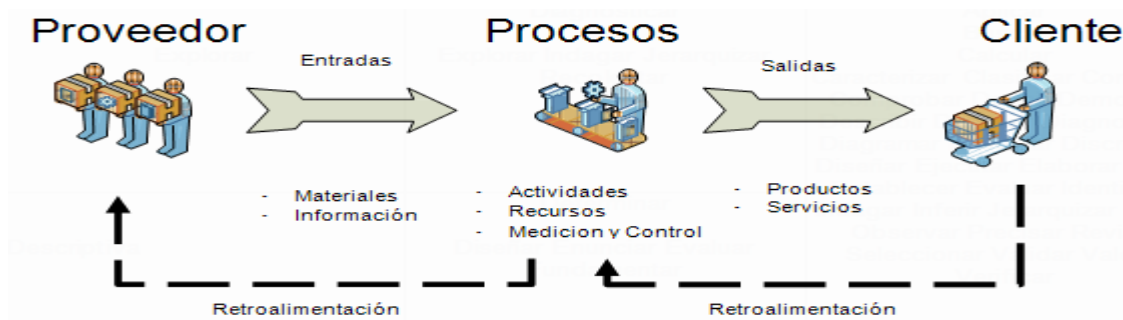 Proveedor
Procesos
Cliente
Entradas
Salidas
- Materiales
- Información
- Actividades
- Recursos
- Medicion y Control
- Productos
- Servicios
Retroalimentación
Retroalimentación